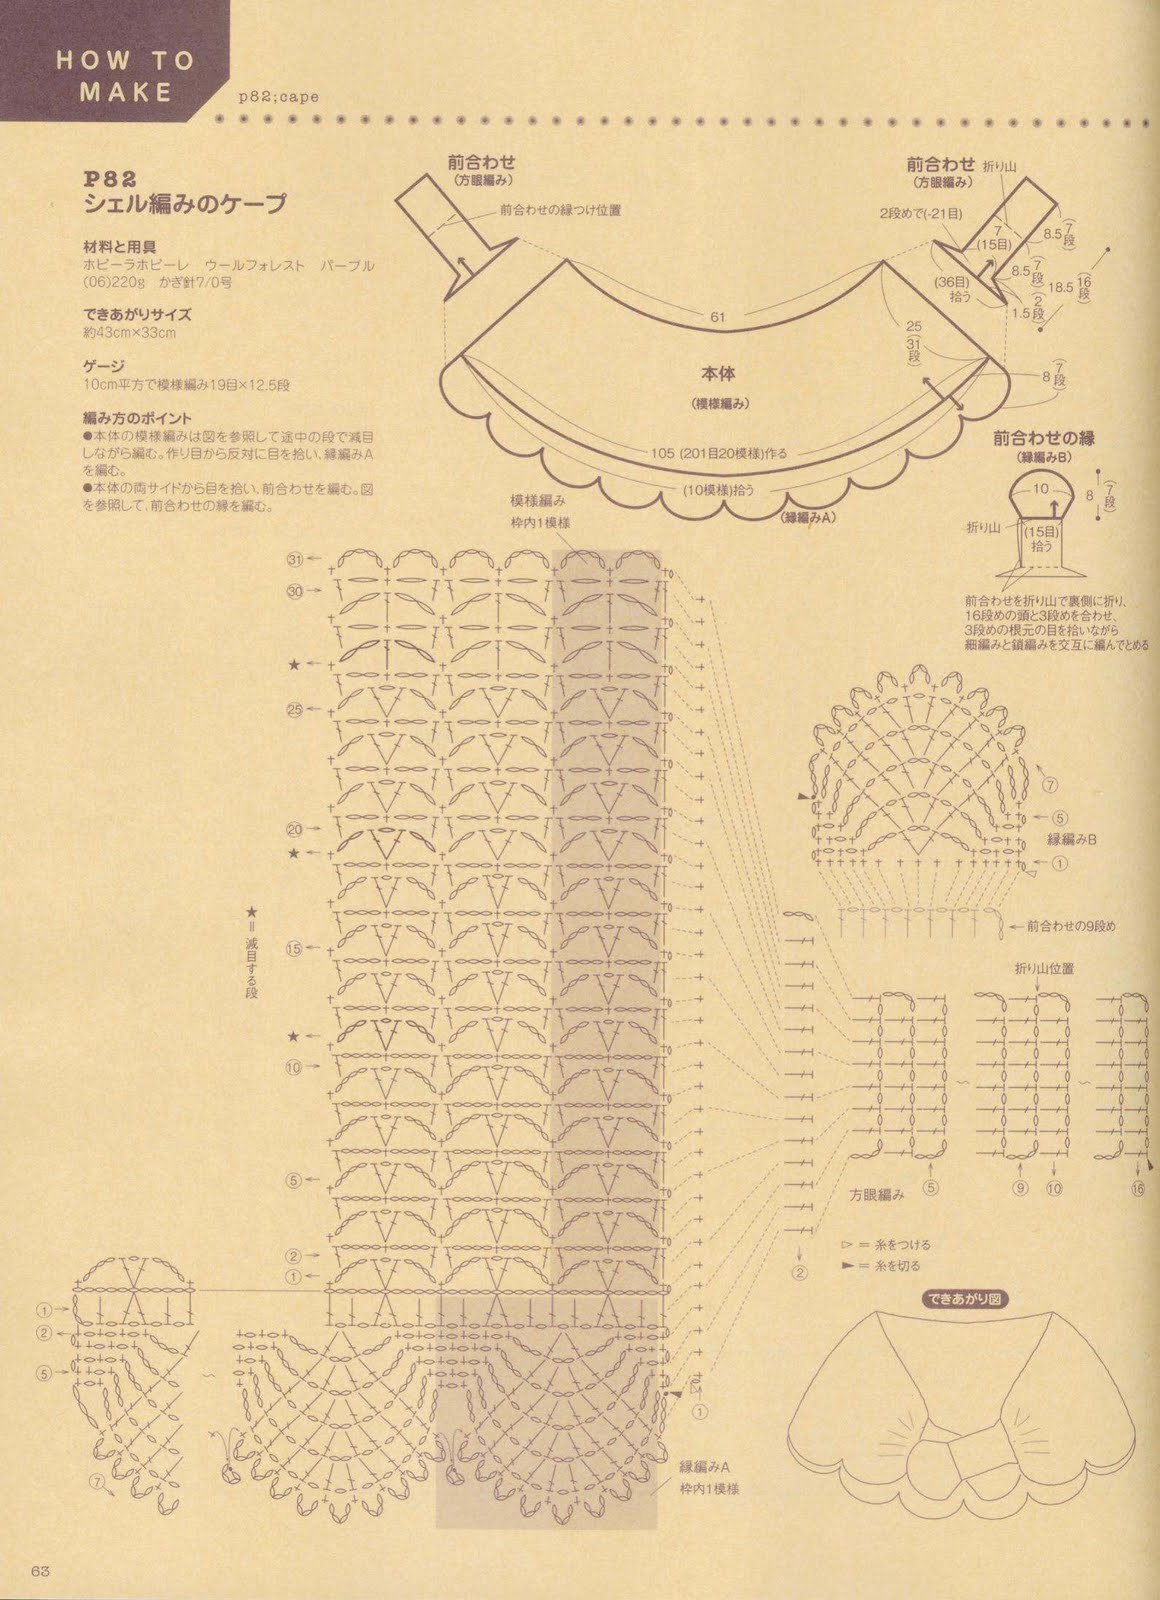 HOW TO
MAKE
p82;cape
P82
シェル編みのケープ
材料と用具
ホビーラホビーレ　ウールフォレスト　パープル
(06)220g　かぎ針7/0号
できあがりサイズ
約43cm×33cm
ゲージ
10cm平方で模様編み19目×12.5段
編み方のポイント
●本体の模様編みは図を参照して途中の段で減目
しながら編む。作り目から反対に目を拾い、縁編みA
を編む。
●本体の両サイドから目を拾い、前合わせを編む。図
を参照して、前合わせの縁を編む。
前合わせ
(方眼編み)
前合わせの縁つけ位置
前合わせ
(方眼編み)
折り山
2段めで(-21目)
7
(15目)
8.5(7段)
8.5(7段)
18.5(16段)
(36目)
拾う
1.5(2段)
61
25
(31段)
本体
(模様編み)
8(7段)
105 (201目20模様)作る
(10模様)拾う
(縁編みA)
前合わせの縁
(縁編みB)
10
8(7段)
折り山
(15目)
拾う
前合わせを折り山で裏側に折り、
16段めの頭と3段めを合わせ、
3段めの根元の目を拾いながら
細編みと鎖編みを交互に編んでとめる
模様編み
枠内1模様
㉛
㉚
★
㉕
⑳
★
⑮
★
⑩
⑤
②
①
★=減目する段
①
②
⑤
⑦
①
縁編みA
枠内1模様
⑦
⑤
縁編みB
①
前合わせの9段め
折り山位置
方眼編み
⑤
⑨
⑩
⑯
②
▷ = 糸をつける
► = 糸を切る
できあがり図
63